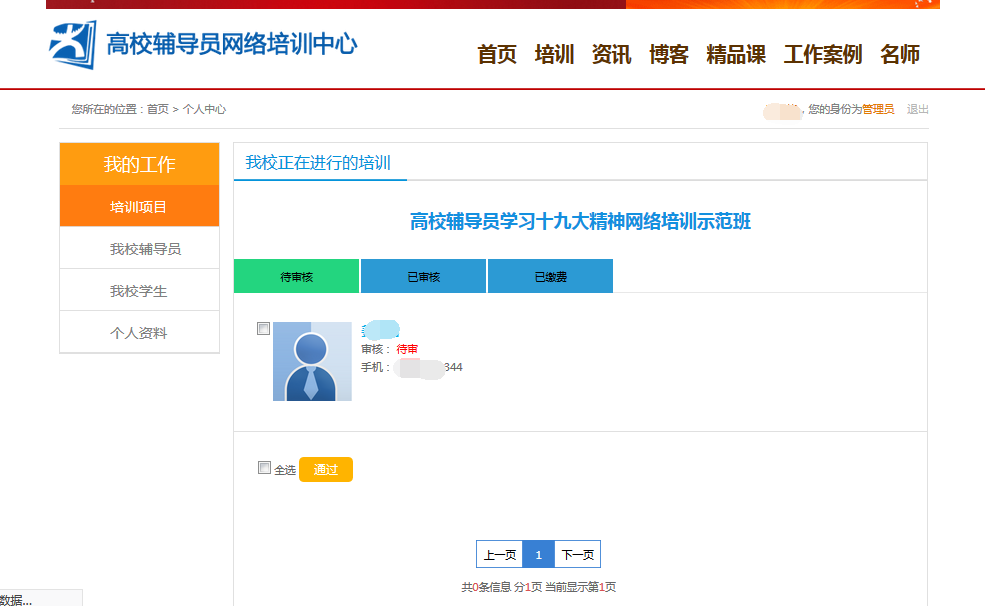 高校辅导员网络培训中心
首页 培训 资讯 博客 精品课 工作案例 名师
您所在的位置：首页 > 个人中心
，您的身份为管理员 退出
我的工作
培训项目
我校辅导员
我校学生
个人资料
我校正在进行的培训
高校辅导员学习十九大精神网络培训示范班
待审核 已审核 已缴费
审核：待审
手机：344
全选 通过
上一页 1 下一页
共0条信息 分1页 当前显示第1页
数据...